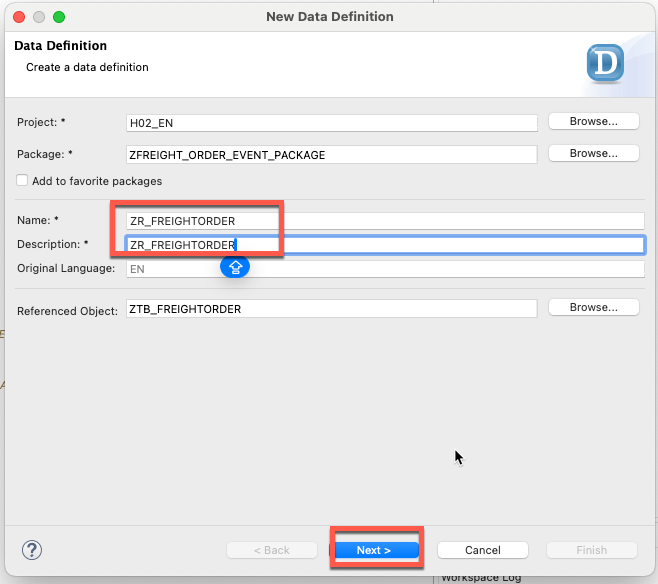 New Data Definition
Data Definition
Create a data definition
D
Project: *
H02_EN
Browse...
Package: *
ZFREIGHT_ORDER_EVENT_PACKAGE
Browse...
Add to favorite packages
Name: *
ZR_FREIGHTORDER
Description: *
ZR_FREIGHTORDER
Original Language:
EN
Referenced Object:
ZTB_FREIGHTORDER
Browse...
?
< Back
Next >
Cancel
Finish
Workspace Log